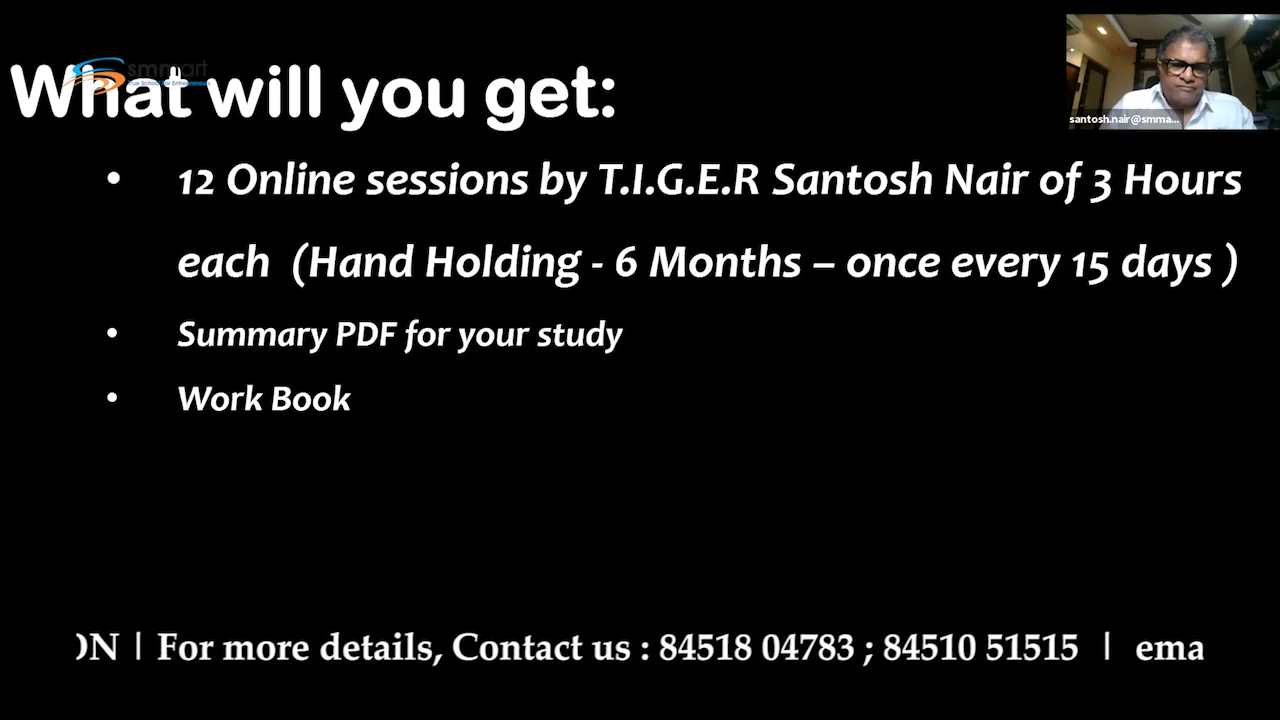 smmart
What will you get:
santosh.nair@smma...
• 12 Online sessions by T.I.G.E.R Santosh Nair of 3 Hours
each (Hand Holding - 6 Months – once every 15 days )
• Summary PDF for your study
• Work Book
ON | For more details, Contact us : 84518 04783 ; 84510 51515 | ema